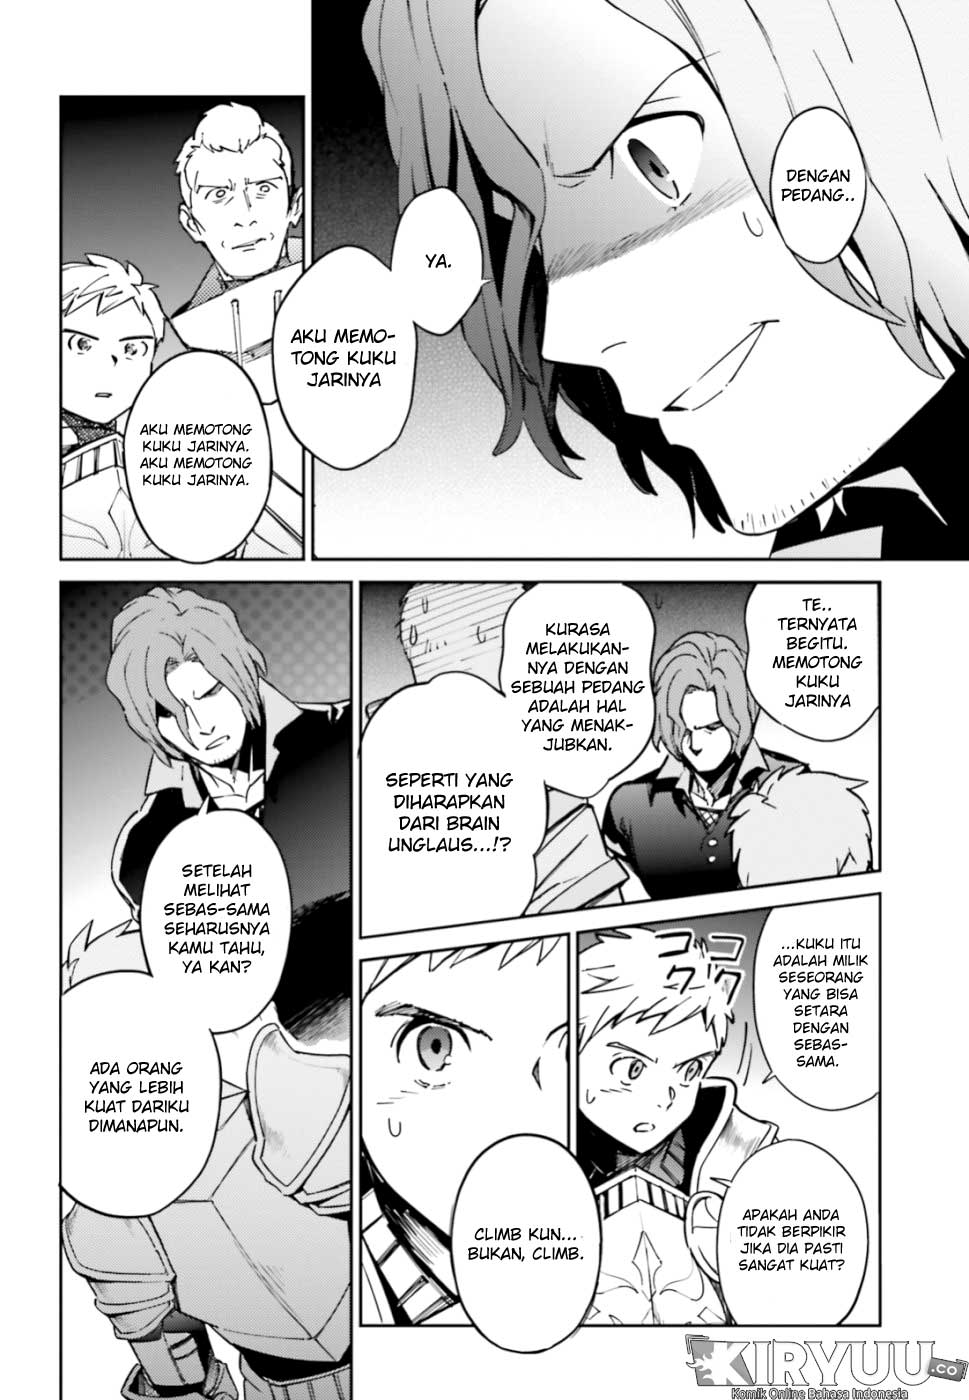 DENGAN
PEDANG..
YA.
AKU MEMO-
TONG KUKU
JARINYA
AKU MEMOTONG
KUKU JARINYA.
AKU MEMOTONG
KUKU JARINYA.
TE..
TERNYATA
BEGITU.
MEMOTONG
KUKU
JARINYA
KURASA
MELAKUKAN-
NYA DENGAN
SEBUAH PEDANG
ADALAH HAL
YANG MENAK-
JUBKAN.
SEPERTI YANG
DIHARAPKAN
DARI BRAIN
UNGLAUS...!?
...KUKU ITU
ADALAH MILIK
SESEORANG
YANG BISA
SETARA
DENGAN
SEBAS-
SAMA.
コクコク
APAKAH ANDA
TIDAK BERPIKIR
JIKA DIA PASTI
SANGAT KUAT?
CLIMB KUN...
BUKAN, CLIMB.
SETELAH
MELIHAT
SEBAS-SAMA
SEHARUSNYA
KAMU TAHU,
YA KAN?
ADA ORANG
YANG LEBIH
KUAT DARIKU
DIMANAPUN.
KIRYUU.CO
Komik Online Bahasa Indonesia